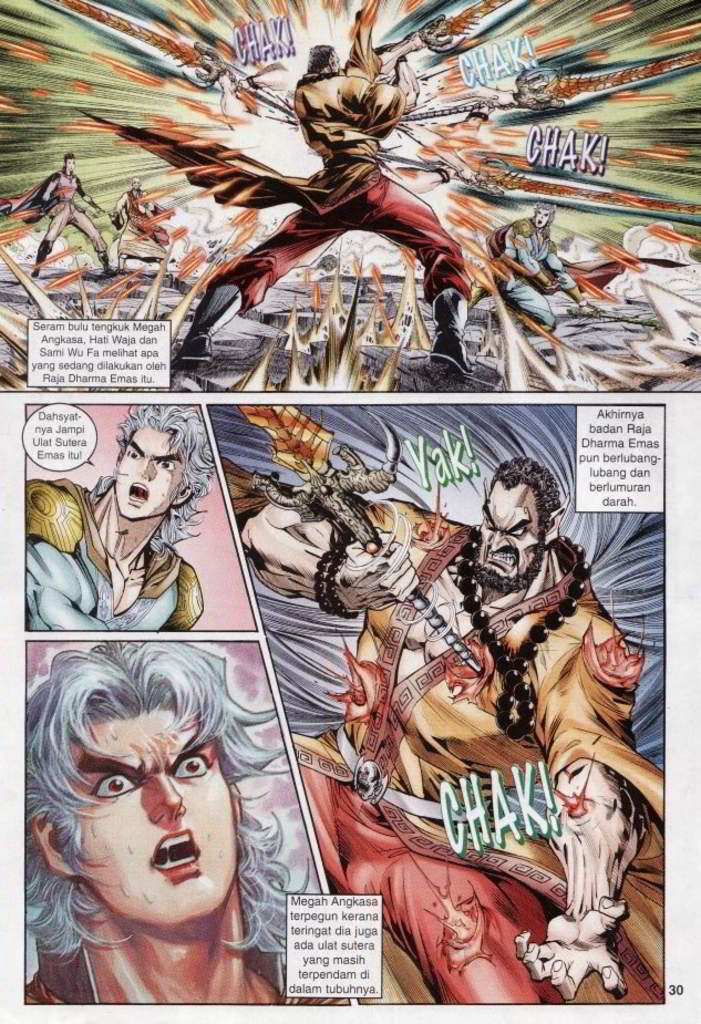 CHAK!
CHAK!
CHAK!
Seram bulu tengkuk Megah
Angkasa, Hati Waja dan
Sami Wu Fa melihat apa
yang sedang dilakukan oleh
Raja Dharma Emas itu.
Dahsyat-
nya Jampi
Ulat Sutera
Emas itu!
Yak!
Akhirnya
badan Raja
Dharma Emas
pun berlubang-
lubang dan
berlumuran
darah.
CHAK!
Megah Angkasa
terpegun kerana
teringat dia juga
ada ulat sutera
yang masih
terpendam di
dalam tubuhnya.
30